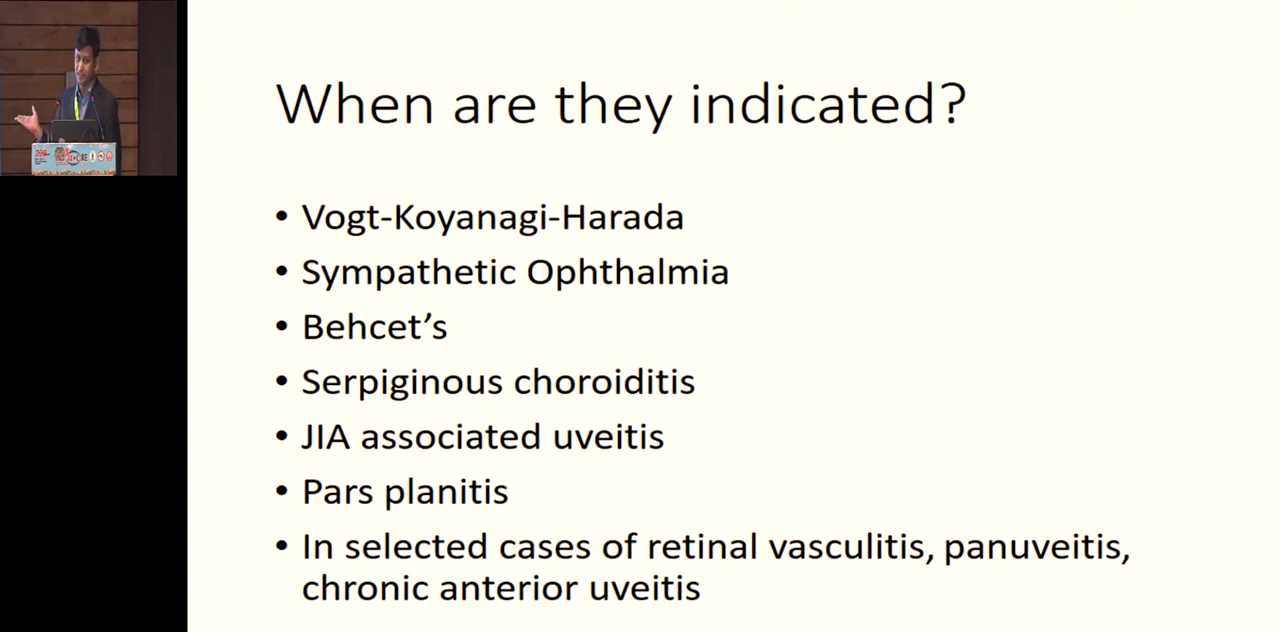 When are they indicated?
• Vogt-Koyanagi-Harada
• Sympathetic Ophthalmia
• Behcet’s
• Serpiginous choroiditis
• JIA associated uveitis
• Pars planitis
• In selected cases of retinal vasculitis, panuveitis,
chronic anterior uveitis